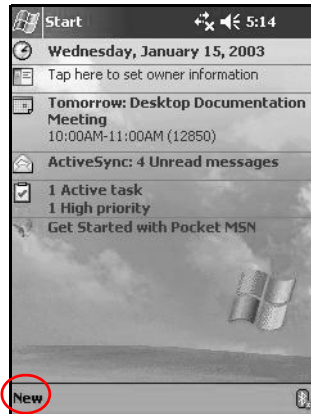 Start 5:14
Wednesday, January 15, 2003
Tap here to set owner information
Tomorrow: Desktop Documentation
Meeting
10:00AM-11:00AM (12850)
ActiveSync: 4 Unread messages
1 Active task
1 High priority
Get Started with Pocket MSN
New